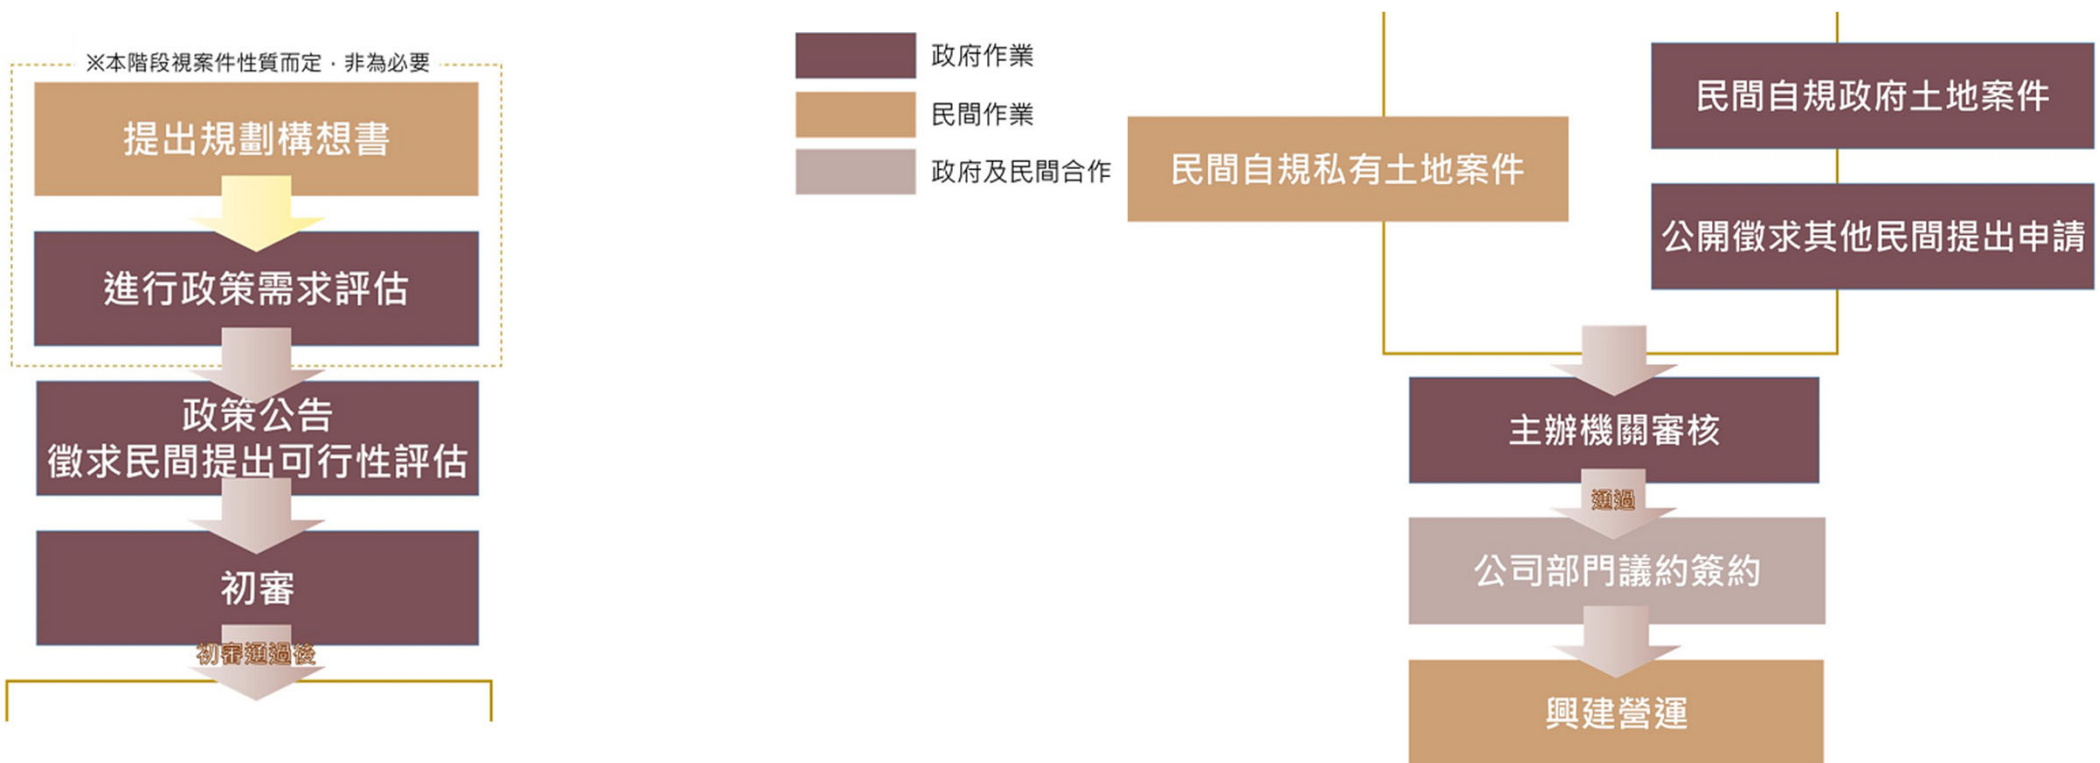 ※本階段視案件性質而定，非為必要
提出規劃構想書
進行政策需求評估
政策公告
徵求民間提出可行性評估
初審
初審通過後
政府作業
民間作業
政府及民間合作
民間自規私有土地案件
民間自規政府土地案件
公開徵求其他民間提出申請
主辦機關審核
通過
公司部門議約簽約
興建營運